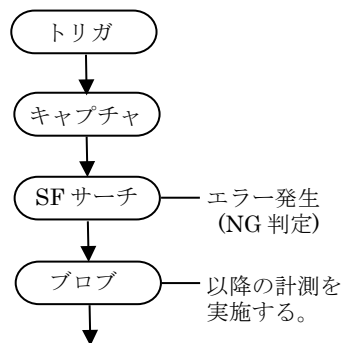 トリガ
キャプチャ
SF サーチ
エラー発生
(NG 判定)
ブロブ
以降の計測を
実施する。